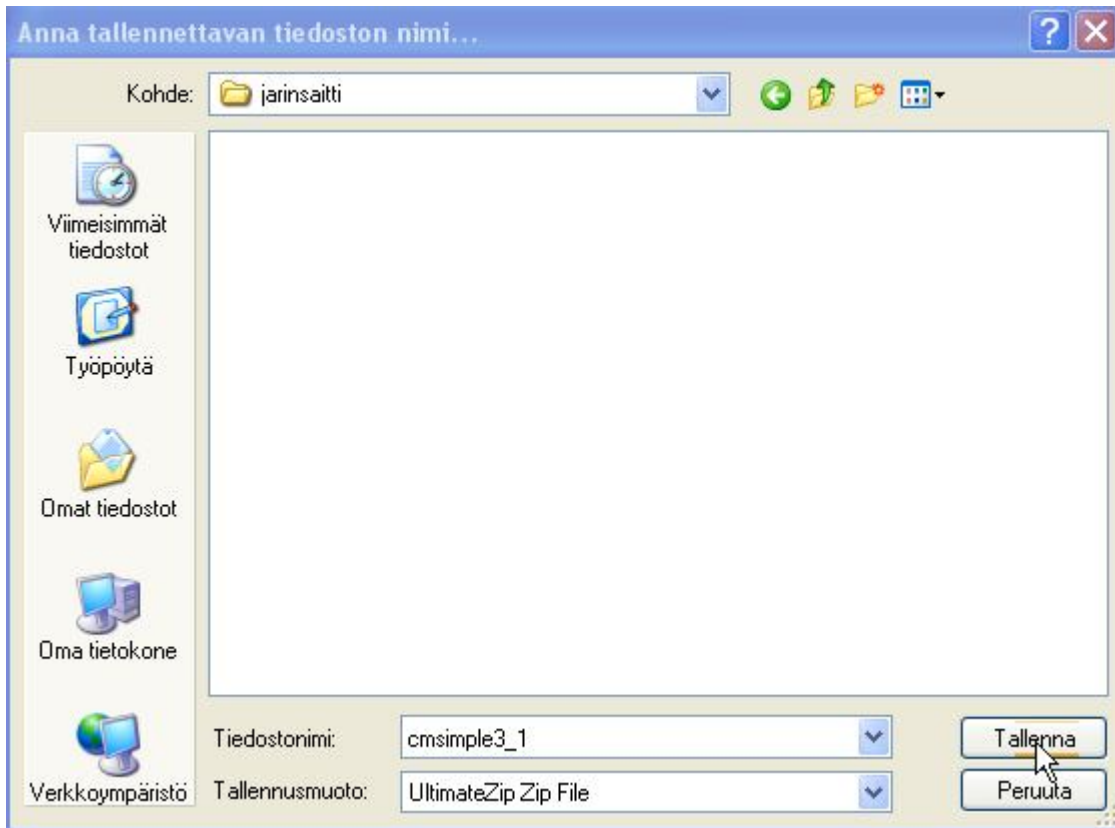 Anna tallennettavan tiedoston nimi...
Kohde:
jarinsaitti
Viimeisimmät
tiedostot
Työpöytä
Omat tiedostot
Oma tietokone
Verkkoympäristö
Tiedostonimi:
cmsimple3_1
Tallenna
Tallennusmuoto:
UltimateZip Zip File
Peruuta